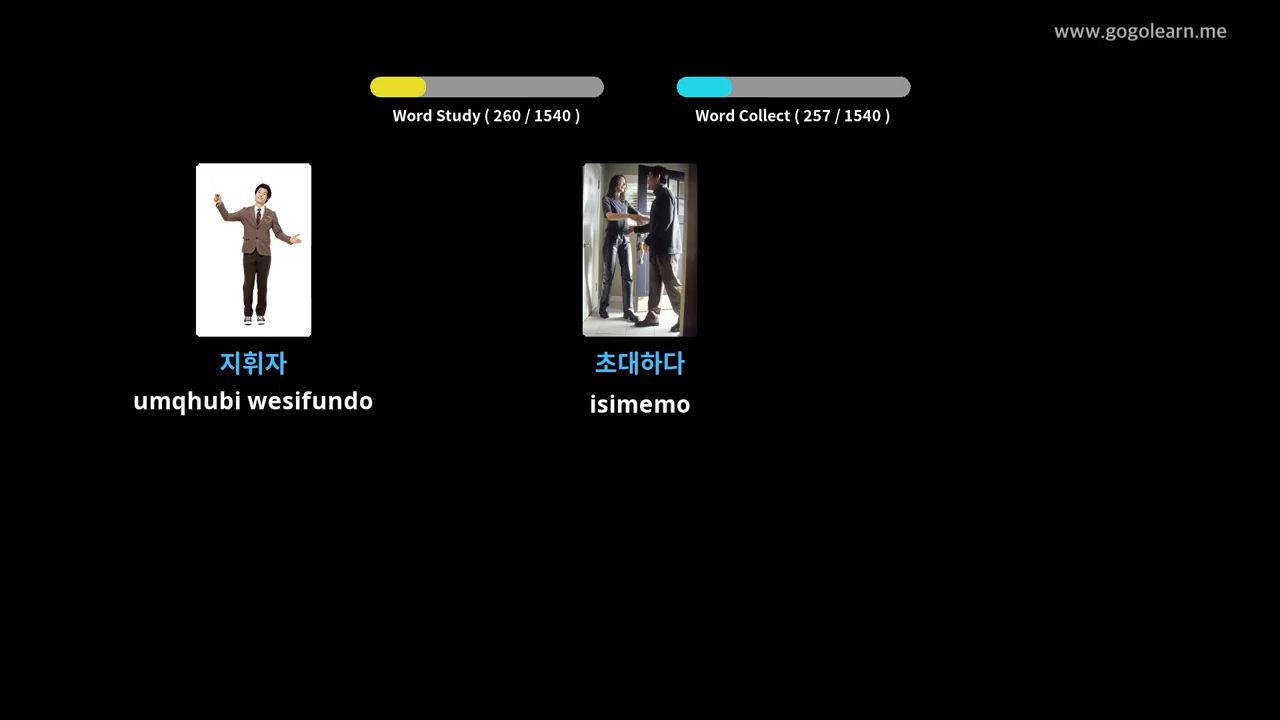 www.gogolearn.me
Word Study ( 260 / 1540 )
Word Collect ( 257 / 1540 )
지휘자
umqhubi wesifundo
초대하다
isimemo